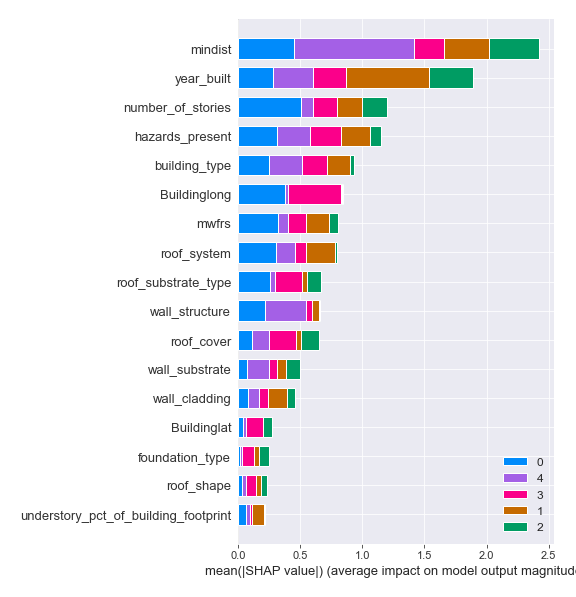 mindist
year_built
number_of_stories
hazards_present
building_type
Buildinglong
mwfrs
roof_system
roof_substrate_type
wall_structure
roof_cover
wall_substrate
wall_cladding
Buildinglat
foundation_type
roof_shape
understory_pct_of_building_footprint
0
4
3
1
2
0.0 0.5 1.0 1.5 2.0 2.5
mean(|SHAP value|) (average impact on model output magnitude